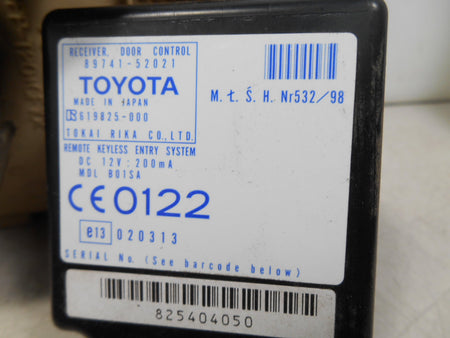 RECEIVER, DOOR CONTROL
89741-52021
TOYOTA
MADE IN JAPAN
619825-000
TOKAI RIKA CO.,LTD.
M. Ł. Ś. H. Nr532/98
REMOTE KEYLESS ENTRY SYSTEM
DC 12V: 200mA
MDL B01SA
CE0122
e13 020313
SERIAL No. (See barcode below)
825404050